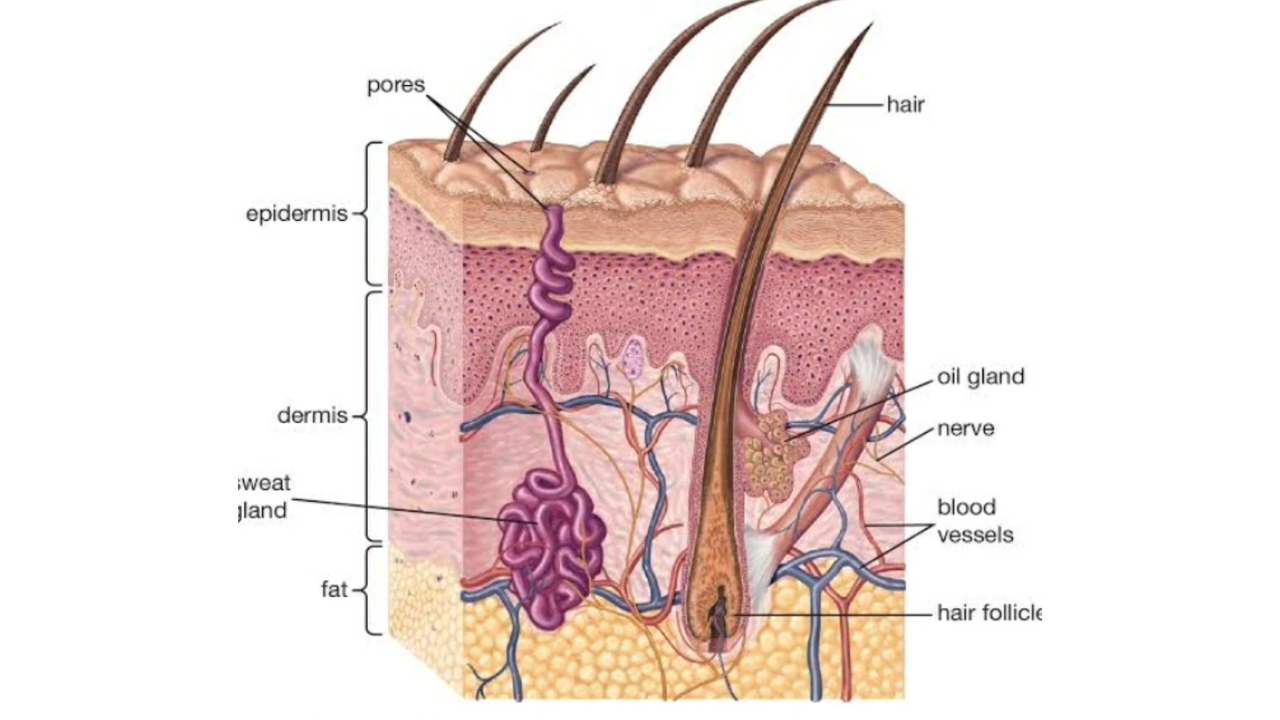 pores
hair
epidermis
oil gland
dermis
nerve
sweat
gland
blood
vessels
fat
hair follicle